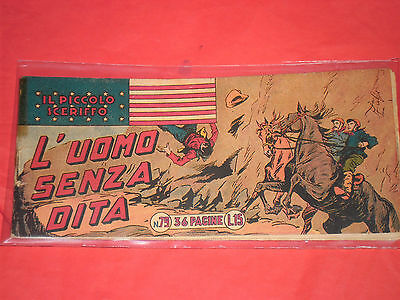 IL PICCOLO
SCERIFFO
L'UOMO
SENZA
DITA
N.79 36 PAGINE L.15